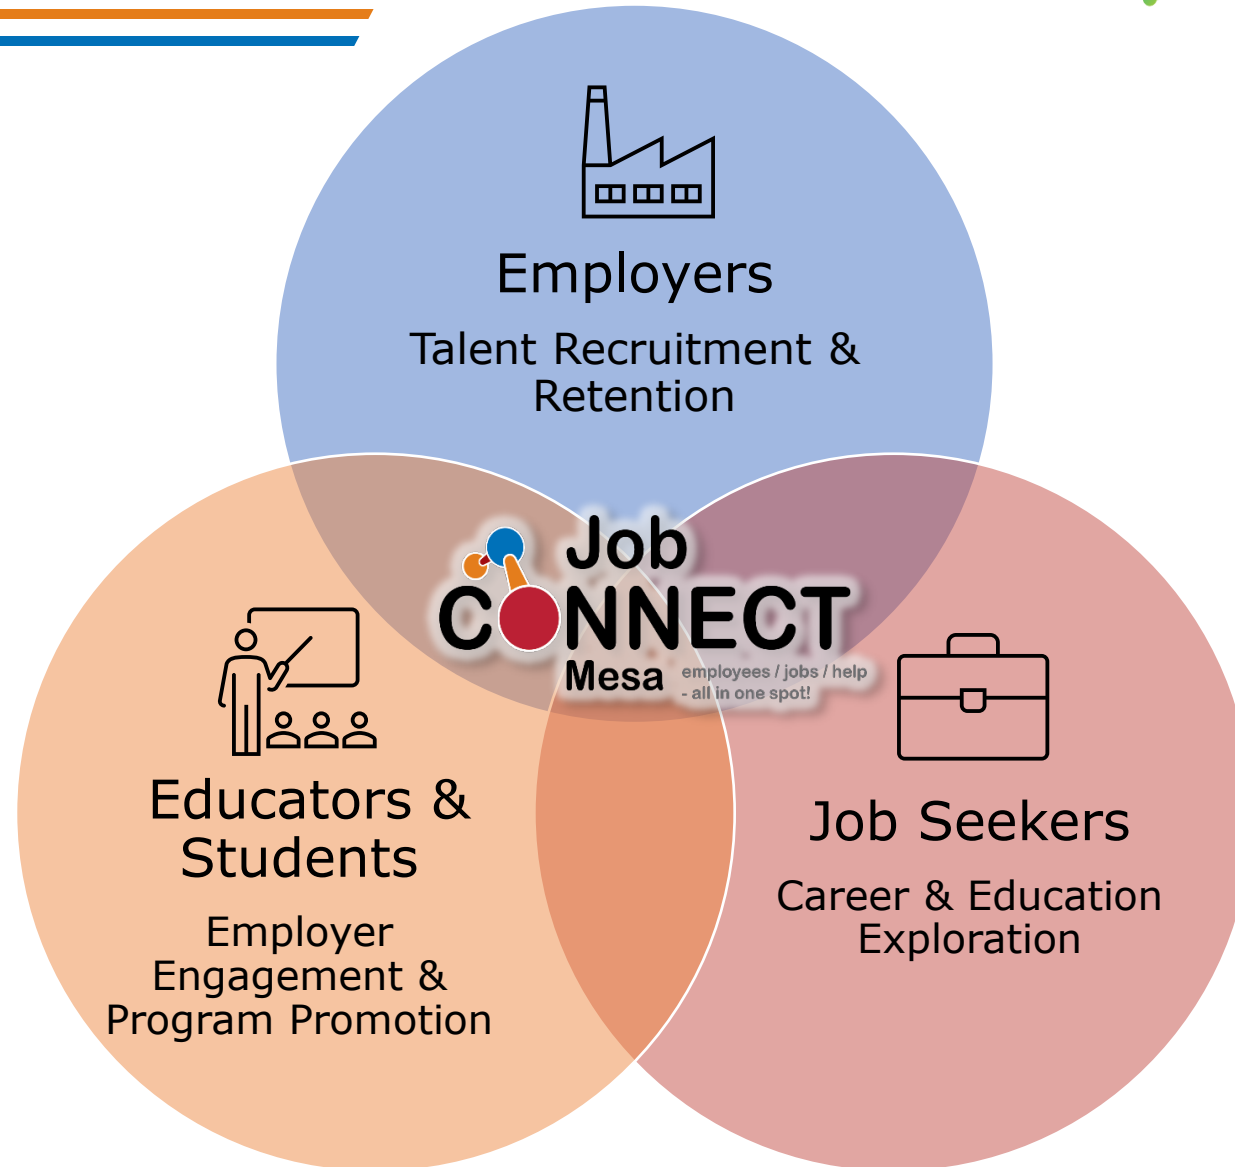 Employers
Talent Recruitment &
Retention
Job
CONNECT
Mesa
employees / jobs / help
- all in one spot!
Educators &
Students
Employer
Engagement &
Program Promotion
Job Seekers
Career & Education
Exploration